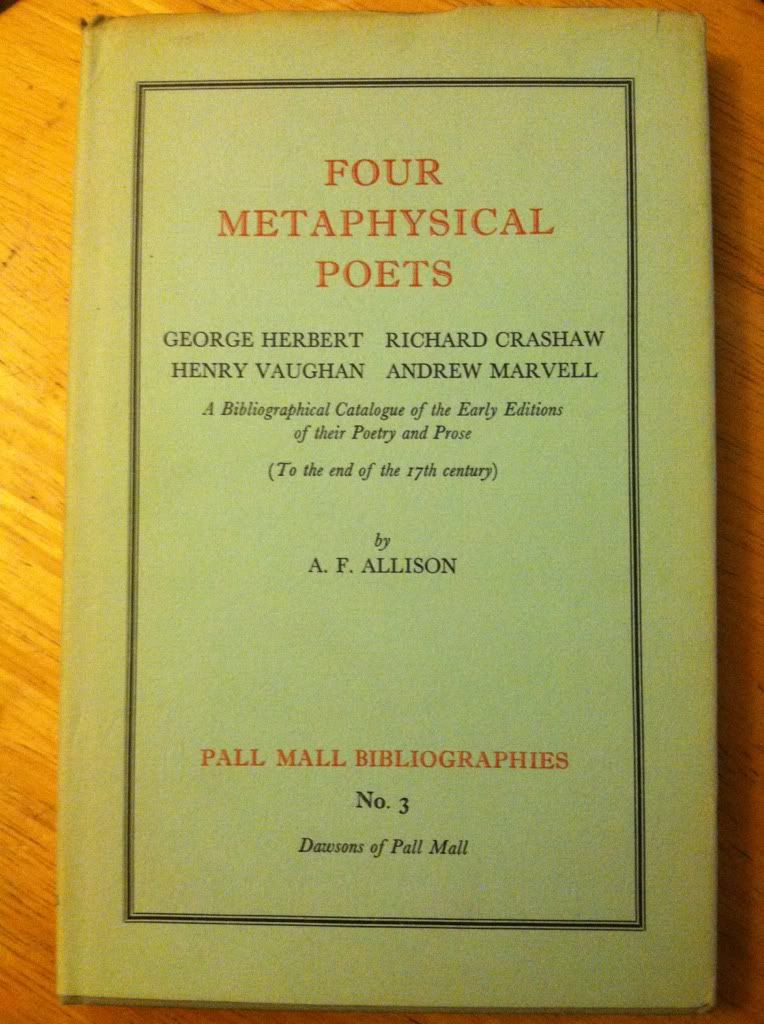 FOUR
METAPHYSICAL
POETS
GEORGE HERBERT RICHARD CRASHAW
HENRY VAUGHAN ANDREW MARVELL
A Bibliographical Catalogue of the Early Editions
of their Poetry and Prose
(To the end of the 17th century)
by
A. F. ALLISON
PALL MALL BIBLIOGRAPHIES
No. 3
Dawsons of Pall Mall